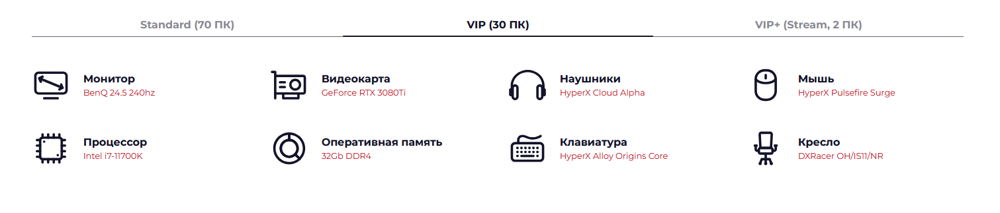 Standard (70 ПК)
VIP (30 ПК)
VIP+ (Stream, 2 ПК)
Монитор
BenQ 24.5 240hz
Видеокарта
GeForce RTX 3080Ti
Наушники
HyperX Cloud Alpha
Мышь
HyperX Pulsefire Surge
Процессор
Intel i7-11700K
Оперативная память
32Gb DDR4
Клавиатура
HyperX Alloy Origins Core
Кресло
DXRacer OH/IS11/NR